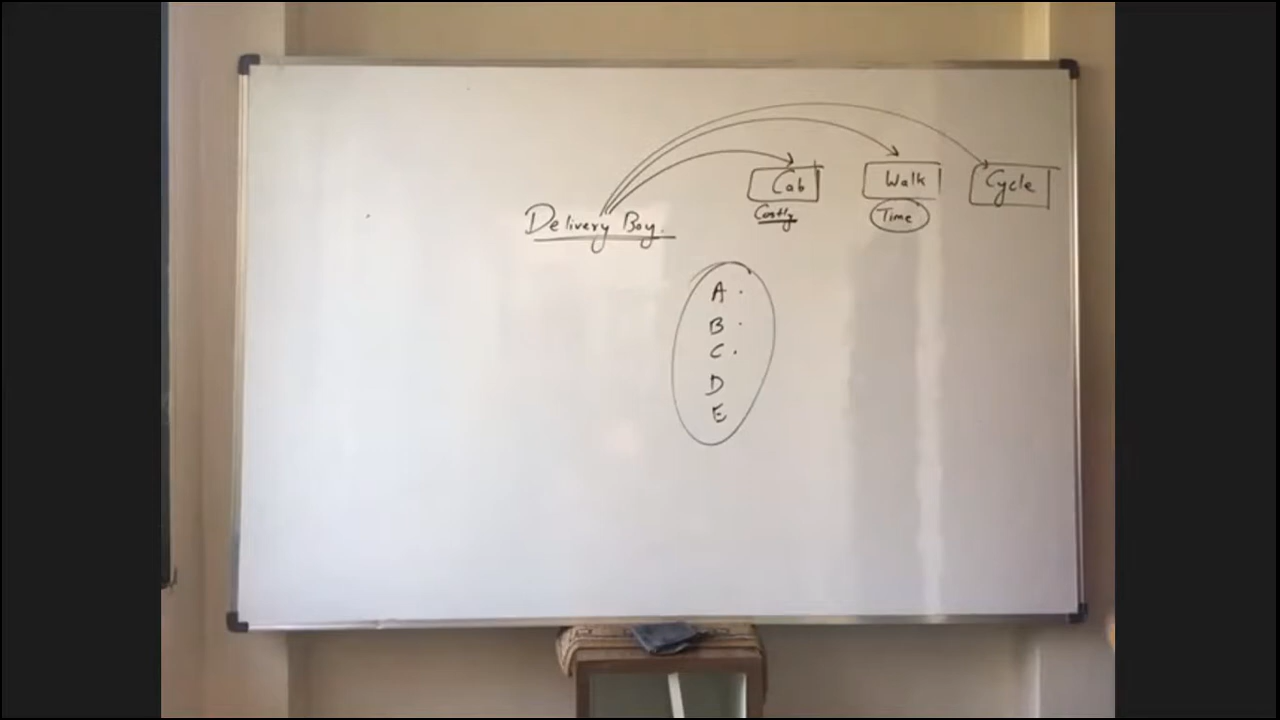 Cab
Walk
Cycle
Costly
Time
Delivery Boy.
A .
B .
C .
D
E